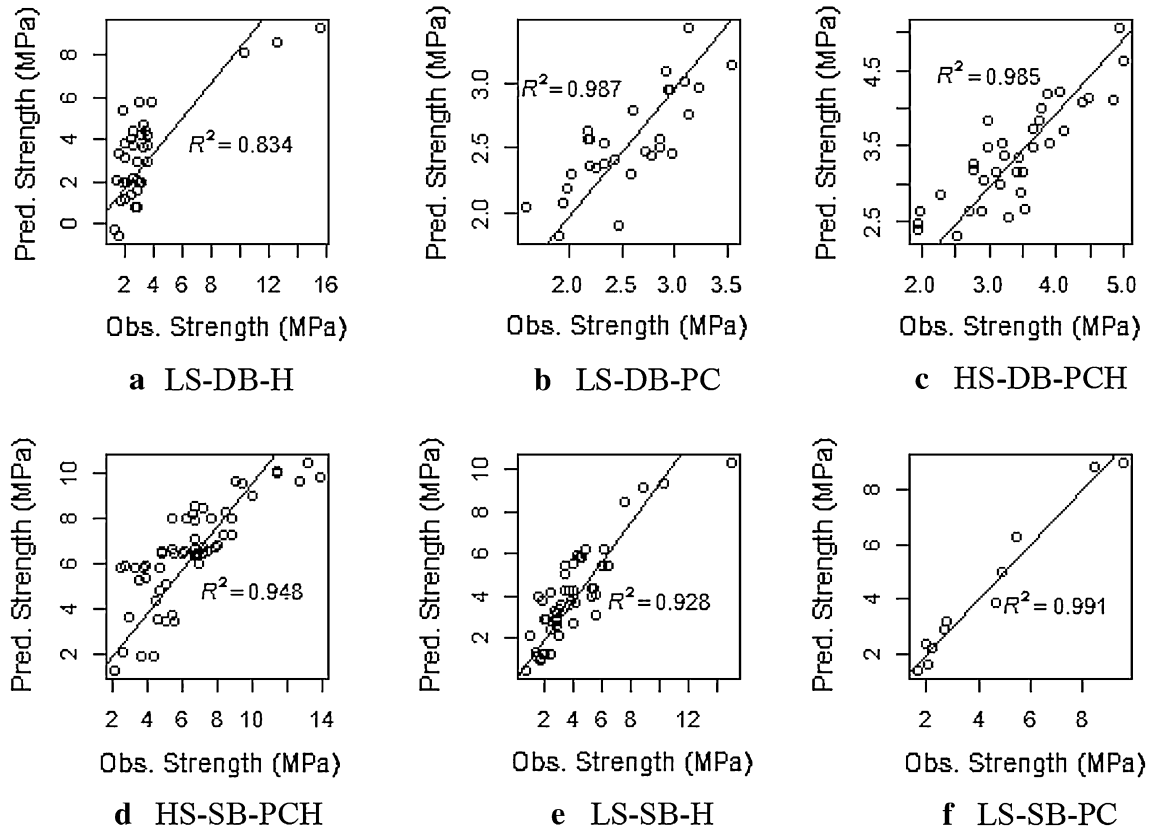 Pred. Strength (MPa)
8
6
4
2
0
R² = 0.834
2 4 6 8 12 16
Obs. Strength (MPa)
a LS-DB-H
Pred. Strength (MPa)
3.0
2.5
2.0
R² = 0.987
2.0 2.5 3.0 3.5
Obs. Strength (MPa)
b LS-DB-PC
Pred. Strength (MPa)
4.5
3.5
2.5
R² = 0.985
2.0 3.0 4.0 5.0
Obs. Strength (MPa)
c HS-DB-PCH
Pred. Strength (MPa)
10
8
6
4
2
R² = 0.948
2 4 6 8 10 14
Obs. Strength (MPa)
d HS-SB-PCH
Pred. Strength (MPa)
10
8
6
4
2
R² = 0.928
2 4 6 8 12
Obs. Strength (MPa)
e LS-SB-H
Pred. Strength (MPa)
8
6
4
2
R² = 0.991
2 4 6 8
Obs. Strength (MPa)
f LS-SB-PC